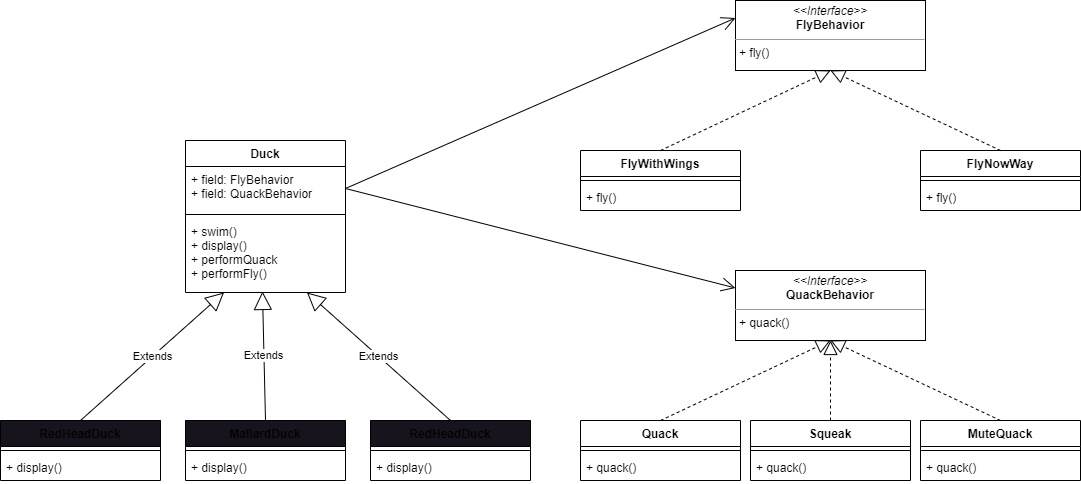 <<Interface>>
FlyBehavior
+ fly()
Duck
+ field: FlyBehavior
+ field: QuackBehavior
+ swim()
+ display()
+ performQuack
+ performFly()
FlyWithWings
+ fly()
FlyNowWay
+ fly()
<<Interface>>
QuackBehavior
+ quack()
Extends
Extends
Extends
RedHeadDuck
+ display()
MallardDuck
+ display()
RedHeadDuck
+ display()
Quack
+ quack()
Squeak
+ quack()
MuteQuack
+ quack()